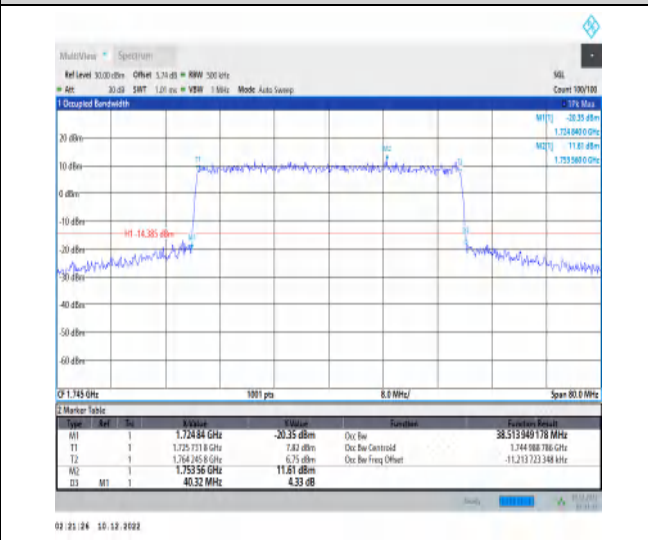 MultiView Spectrum
Ref Level 30.00 dBm Offset 5.74 dB RBW 500 kHz SGL
Att 30 dB SWT 1.01 ms VBW 1 MHz Mode Auto Sweep Count 100/100
1 Occupied Bandwidth 1Pk Max
M1[1] -20.35 dBm
1.724 840 0 GHz
M2[1] 11.61 dBm
1.753 560 0 GHz
20 dBm
10 dBm
0 dBm
-10 dBm
H1 -14.385 dBm
-20 dBm
-30 dBm
-40 dBm
-50 dBm
-60 dBm
T1
M2
T2
M1
CF 1.745 GHz 1001 pts 8.0 MHz/ Span 80.0 MHz
2 Marker Table
Type Ref Trc X-Value Y-Value Function Function Result
M1 1 1.724 84 GHz -20.35 dBm Occ Bw 38.513 949 178 MHz
T1 1 1.725 731 8 GHz 7.82 dBm Occ Bw Centroid 1.744 988 786 GHz
T2 1 1.764 245 8 GHz 6.75 dBm Occ Bw Freq Offset -11.213 723 348 kHz
M2 1 1.753 56 GHz 11.61 dBm
D3 M1 1 40.32 MHz 4.33 dB
Ready
02:21:26 10.12.2022